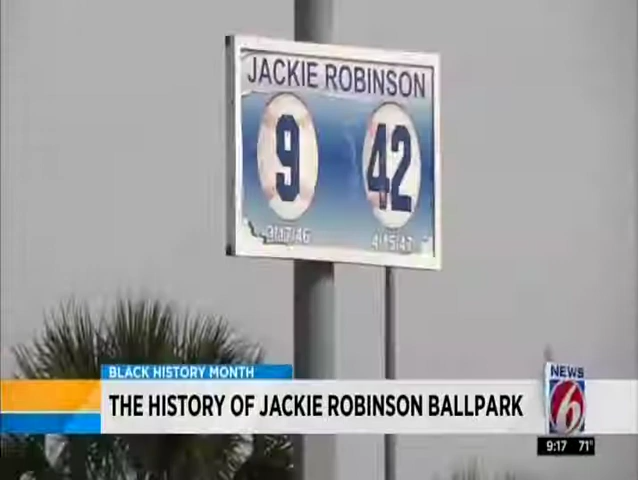 JACKIE ROBINSON
9 42
3/17/46 4/15/47
BLACK HISTORY MONTH
THE HISTORY OF JACKIE ROBINSON BALLPARK
NEWS
6
9:17 71°